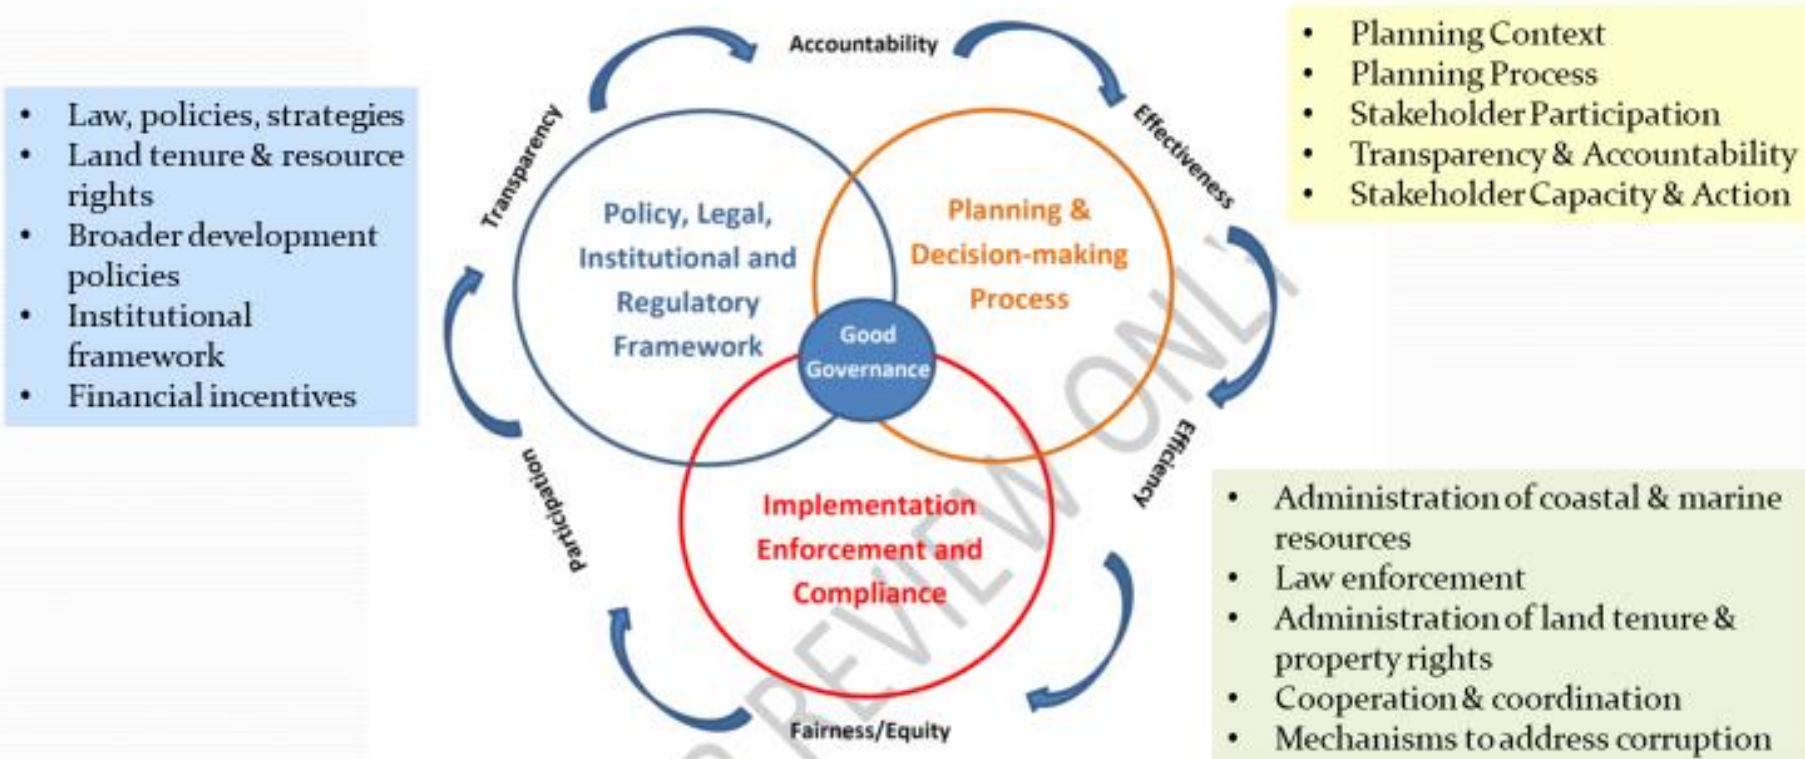 Accountability
• Planning Context
• Planning Process
• Stakeholder Participation
• Transparency & Accountability
• Stakeholder Capacity & Action
• Law, policies, strategies
• Land tenure & resource
rights
• Broader development
policies
• Institutional
framework
• Financial incentives
Transparency
Effectiveness
Policy, Legal,
Institutional and
Regulatory
Framework
Planning &
Decision-making
Process
Good
Governance
Efficiency
Participation
Implementation
Enforcement and
Compliance
Fairness/Equity
• Administration of coastal & marine
resources
• Law enforcement
• Administration of land tenure &
property rights
• Cooperation & coordination
• Mechanisms to address corruption
REVIEW ONLY